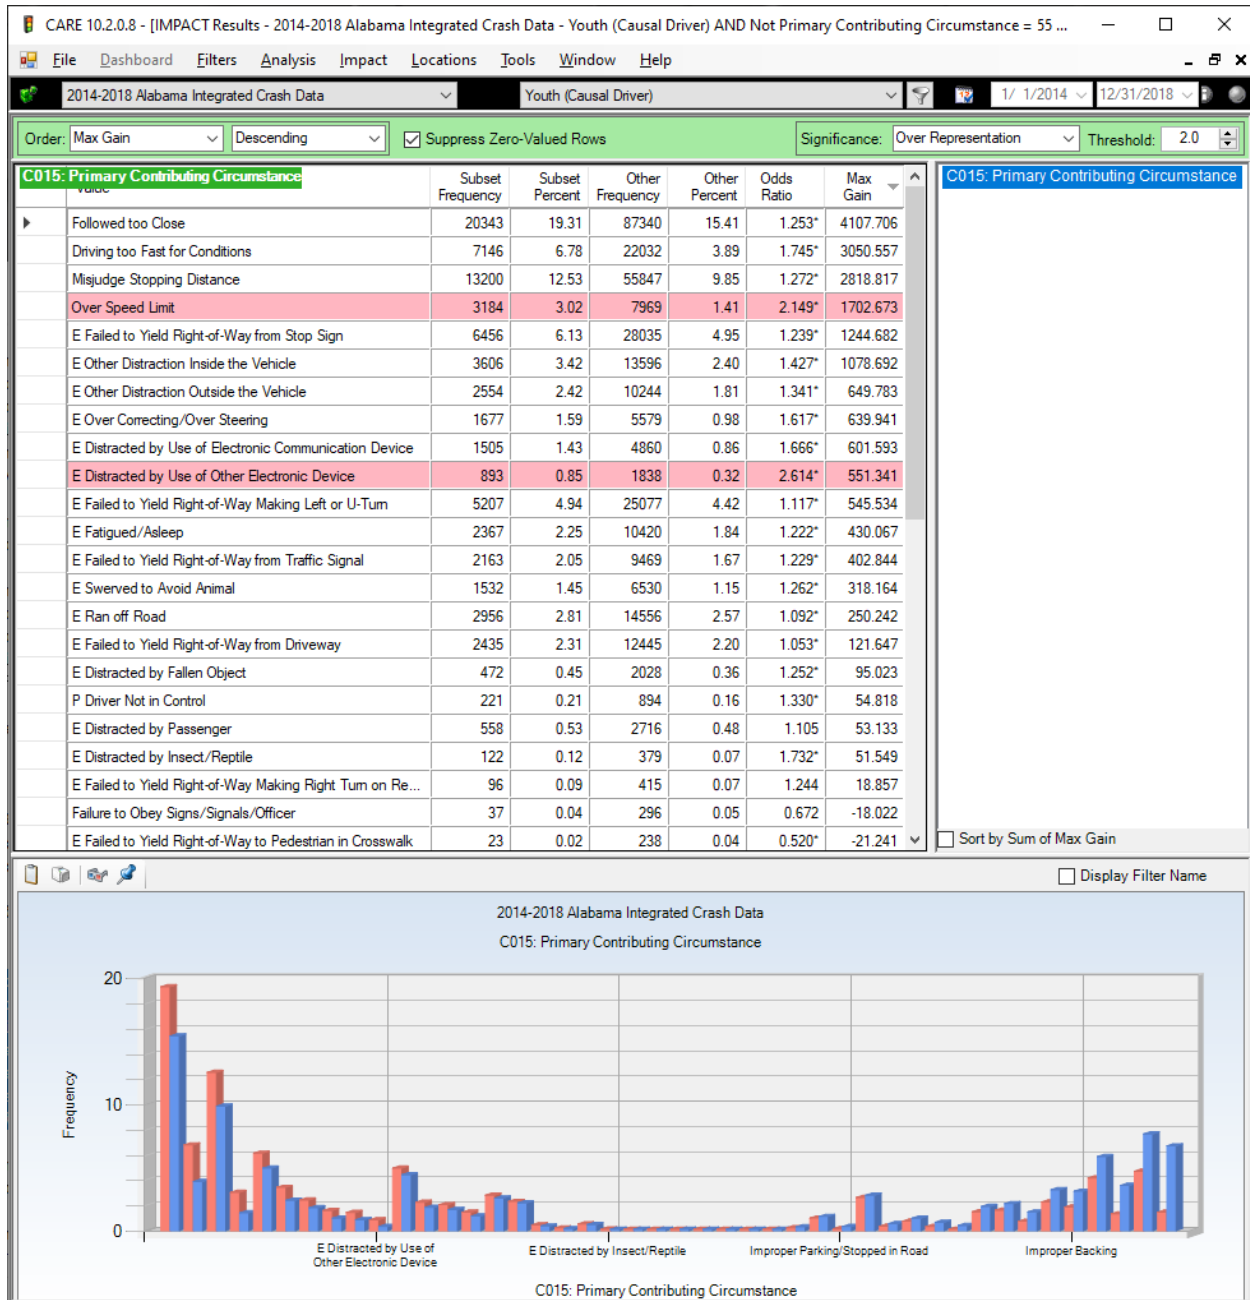 CARE 10.2.0.8 - [IMPACT Results - 2014-2018 Alabama Integrated Crash Data - Youth (Causal Driver) AND Not Primary Contributing Circumstance = 55 ...
File Dashboard Filters Analysis Impact Locations Tools Window Help
2014-2018 Alabama Integrated Crash Data Youth (Causal Driver) 1/ 1/2014 12/31/2018
Order: Max Gain Descending Suppress Zero-Valued Rows Significance: Over Representation Threshold: 2.0
C015: Primary Contributing Circumstance Subset Frequency Subset Percent Other Frequency Other Percent Odds Ratio Max Gain
Followed too Close 20343 19.31 87340 15.41 1.253* 4107.706
Driving too Fast for Conditions 7146 6.78 22032 3.89 1.745* 3050.557
Misjudge Stopping Distance 13200 12.53 55847 9.85 1.272* 2818.817
Over Speed Limit 3184 3.02 7969 1.41 2.149* 1702.673
E Failed to Yield Right-of-Way from Stop Sign 6456 6.13 28035 4.95 1.239* 1244.682
E Other Distraction Inside the Vehicle 3606 3.42 13596 2.40 1.427* 1078.692
E Other Distraction Outside the Vehicle 2554 2.42 10244 1.81 1.341* 649.783
E Over Correcting/Over Steering 1677 1.59 5579 0.98 1.617* 639.941
E Distracted by Use of Electronic Communication Device 1505 1.43 4860 0.86 1.666* 601.593
E Distracted by Use of Other Electronic Device 893 0.85 1838 0.32 2.614* 551.341
E Failed to Yield Right-of-Way Making Left or U-Turn 5207 4.94 25077 4.42 1.117* 545.534
E Fatigued/Asleep 2367 2.25 10420 1.84 1.222* 430.067
E Failed to Yield Right-of-Way from Traffic Signal 2163 2.05 9469 1.67 1.229* 402.844
E Swerved to Avoid Animal 1532 1.45 6530 1.15 1.262* 318.164
E Ran off Road 2956 2.81 14556 2.57 1.092* 250.242
E Failed to Yield Right-of-Way from Driveway 2435 2.31 12445 2.20 1.053* 121.647
E Distracted by Fallen Object 472 0.45 2028 0.36 1.252* 95.023
P Driver Not in Control 221 0.21 894 0.16 1.330* 54.818
E Distracted by Passenger 558 0.53 2716 0.48 1.105 53.133
E Distracted by Insect/Reptile 122 0.12 379 0.07 1.732* 51.549
E Failed to Yield Right-of-Way Making Right Turn on Re... 96 0.09 415 0.07 1.244 18.857
Failure to Obey Signs/Signals/Officer 37 0.04 296 0.05 0.672 -18.022
E Failed to Yield Right-of-Way to Pedestrian in Crosswalk 23 0.02 238 0.04 0.520* -21.241
C015: Primary Contributing Circumstance
Sort by Sum of Max Gain
Display Filter Name
2014-2018 Alabama Integrated Crash Data
C015: Primary Contributing Circumstance
20
10
0
Frequency
E Distracted by Use of Other Electronic Device E Distracted by Insect/Reptile Improper Parking/Stopped in Road Improper Backing
C015: Primary Contributing Circumstance